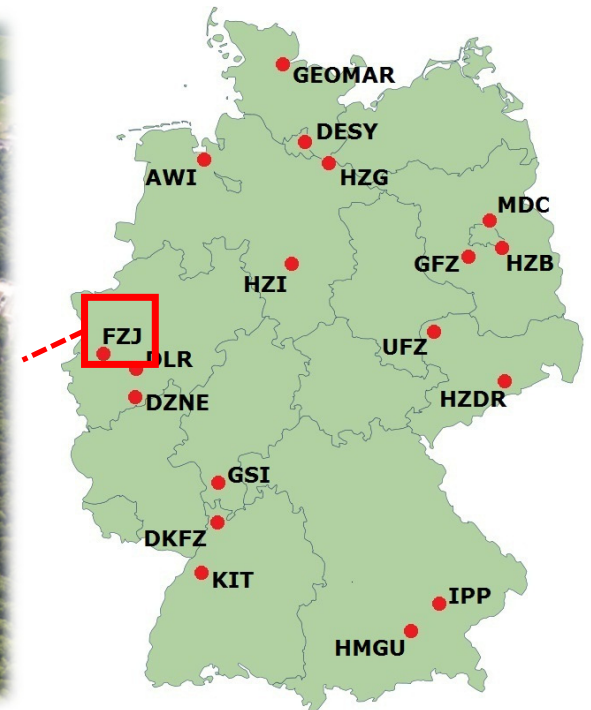 GEOMAR
DESY
AWI
HZG
MDC
GFZ
HZB
HZI
FZJ
UFZ
DLR
HZDR
DZNE
GSI
DKFZ
KIT
IPP
HMGU